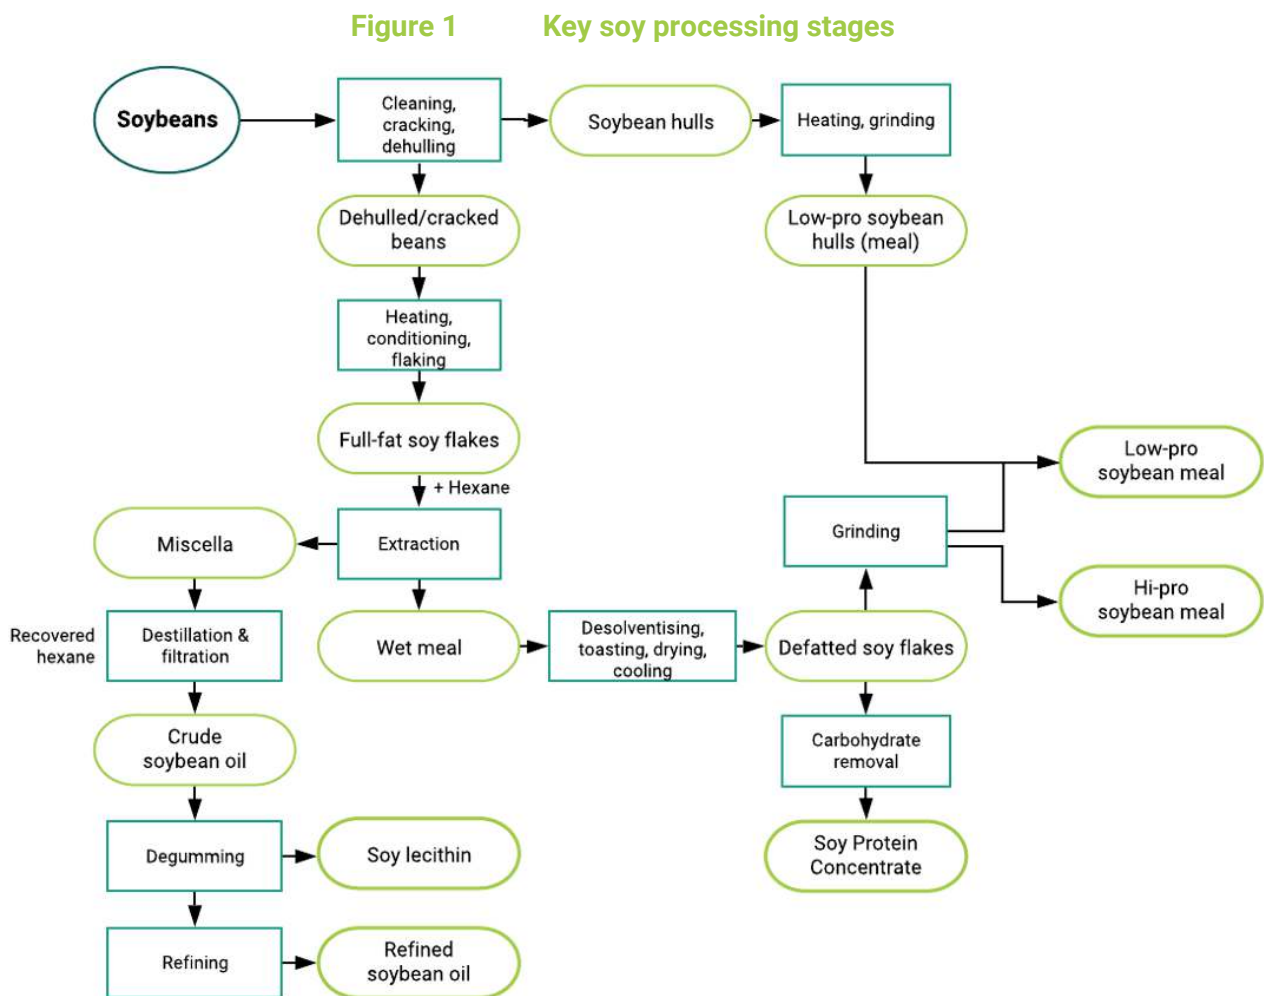 Figure 1 Key soy processing stages
Soybeans
Cleaning,
cracking,
dehulling
Soybean hulls
Heating, grinding
Dehulled/cracked
beans
Low-pro soybean
hulls (meal)
Heating,
conditioning,
flaking
Full-fat soy flakes
+ Hexane
Low-pro
soybean meal
Miscella
Extraction
Grinding
Hi-pro
soybean meal
Recovered
hexane
Destillation &
filtration
Wet meal
Desolventising,
toasting, drying,
cooling
Defatted soy flakes
Crude
soybean oil
Carbohydrate
removal
Degumming
Soy lecithin
Soy Protein
Concentrate
Refining
Refined
soybean oil